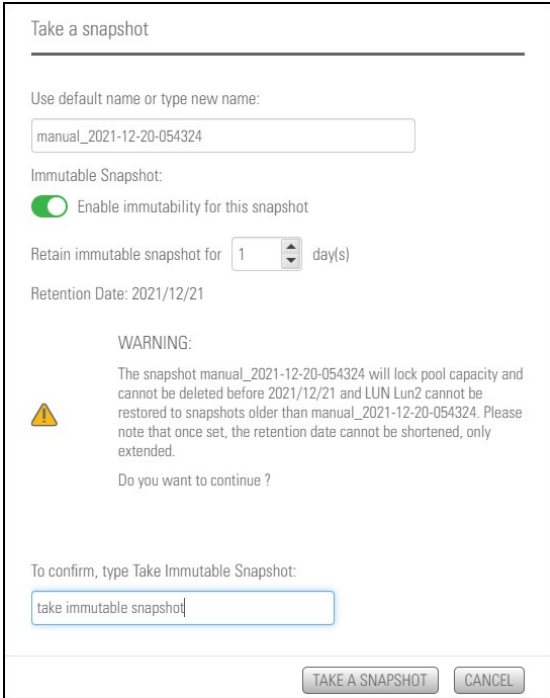 Take a snapshot
Use default name or type new name:
manual_2021-12-20-054324
Immutable Snapshot:
Enable immutability for this snapshot
Retain immutable snapshot for 1 day(s)
Retention Date: 2021/12/21
WARNING:
The snapshot manual_2021-12-20-054324 will lock pool capacity and
cannot be deleted before 2021/12/21 and LUN Lun2 cannot be
restored to snapshots older than manual_2021-12-20-054324. Please
note that once set, the retention date cannot be shortened, only
extended.
Do you want to continue ?
To confirm, type Take Immutable Snapshot:
take immutable snapshot
TAKE A SNAPSHOT CANCEL